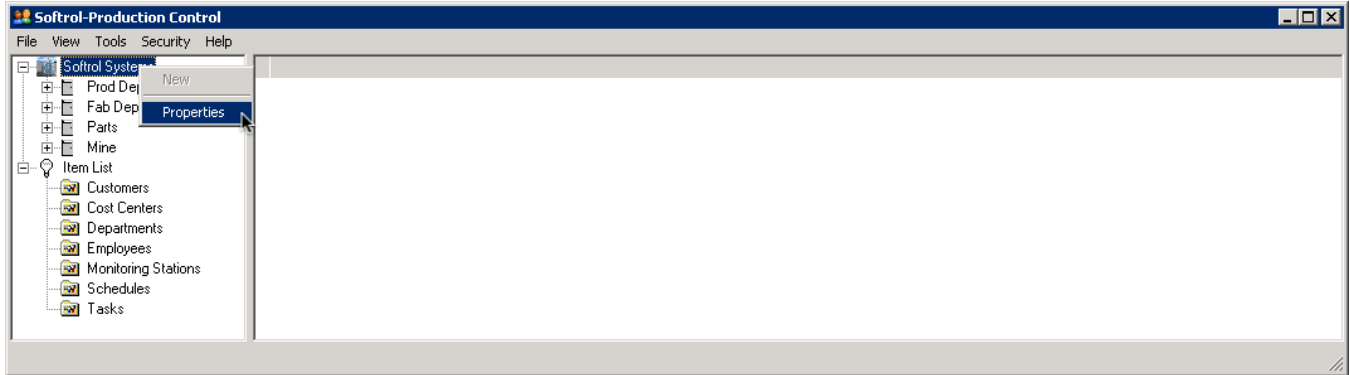 Softrol-Production Control
File View Tools Security Help
Softrol Systems
New
Prod Dep
Properties
Fab Dep
Parts
Mine
Item List
Customers
Cost Centers
Departments
Employees
Monitoring Stations
Schedules
Tasks